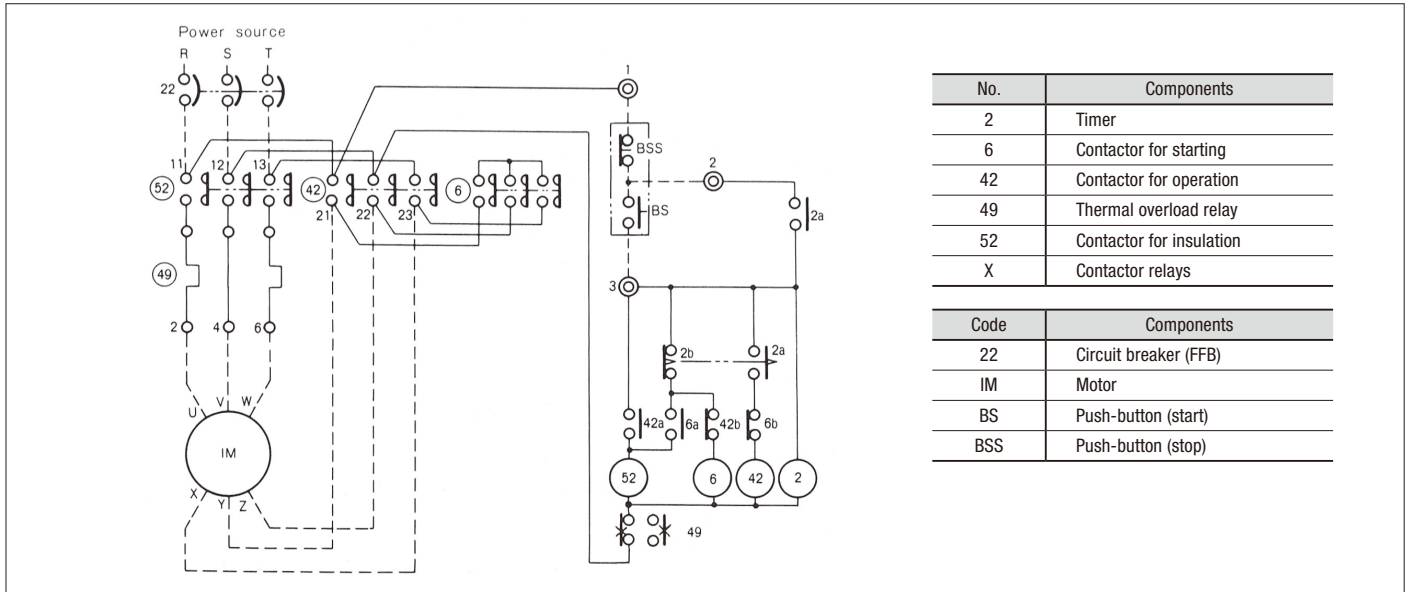 Power source
R S T
22
11 12 13
52
42
6
21 22 23
49
2 4 6
U V W
IM
X Y Z
1
BSS
2
BS
2a
3
2b 2a
42a 6a 42b 6b
52 6 42 2
49
No. Components
2 Timer
6 Contactor for starting
42 Contactor for operation
49 Thermal overload relay
52 Contactor for insulation
X Contactor relays
Code Components
22 Circuit breaker (FFB)
IM Motor
BS Push-button (start)
BSS Push-button (stop)